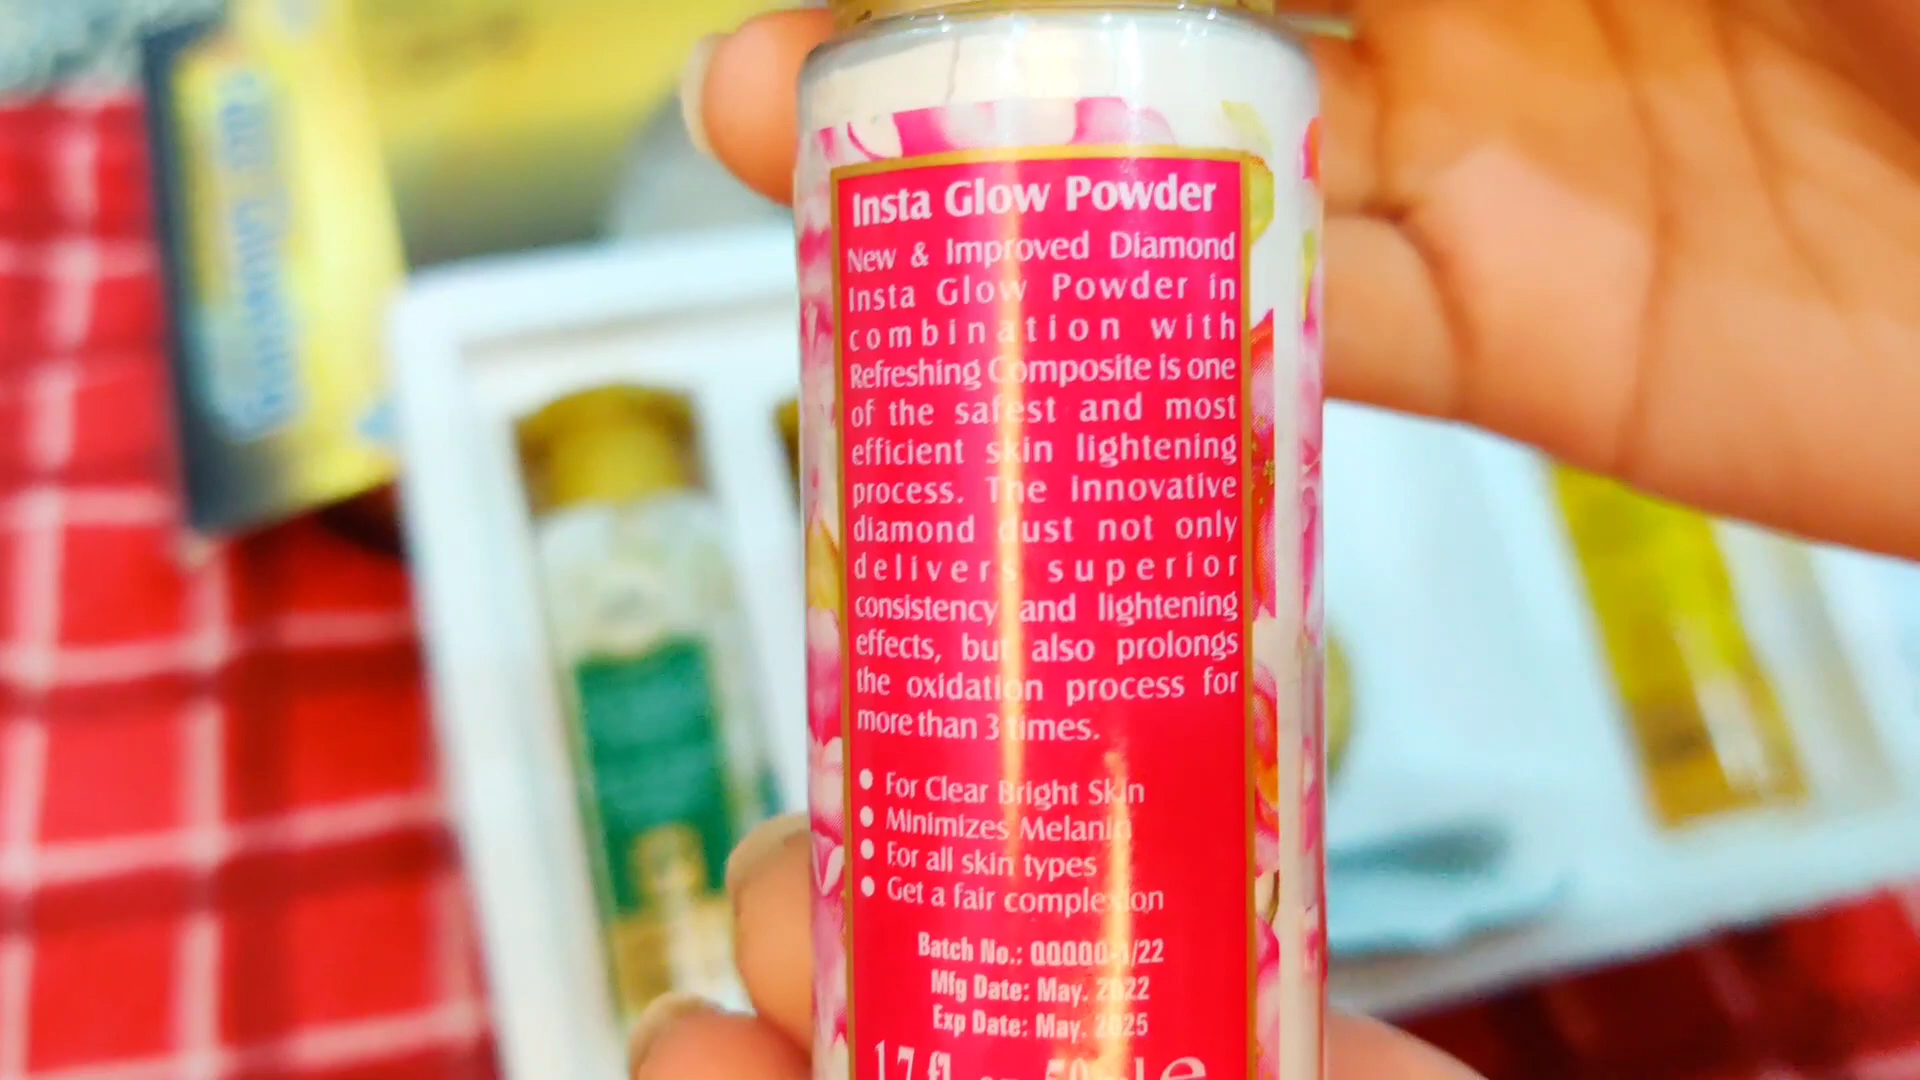 Insta Glow Powder
New & Improved Diamond
Insta Glow Powder in
combination with
Refreshing Composite is one
of the safest and most
efficient skin lightening
process. The innovative
diamond dust not only
delivers superior
consistency and lightening
effects, but also prolongs
the oxidation process for
more than 3 times.
• For Clear Bright Skin
• Minimizes Melanin
• For all skin types
• Get a fair complexion
Batch No.:
Mfg Date: May. 2022
Exp Date: May. 2025